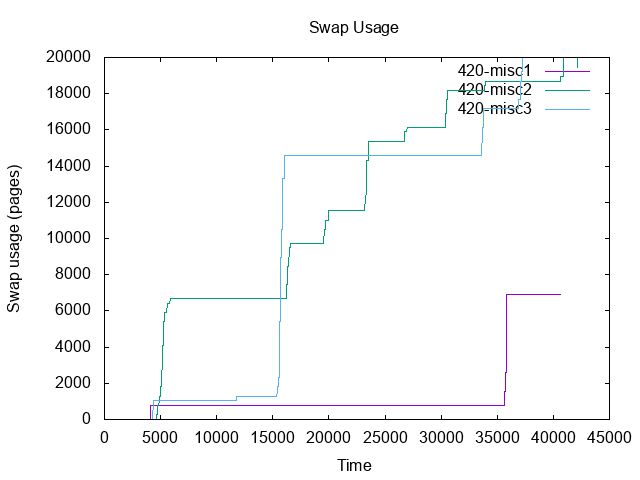 Swap Usage
20000
18000
16000
14000
12000
10000
8000
6000
4000
2000
0
Swap usage (pages)
420-misc1
420-misc2
420-misc3
0 5000 10000 15000 20000 25000 30000 35000 40000 45000
Time